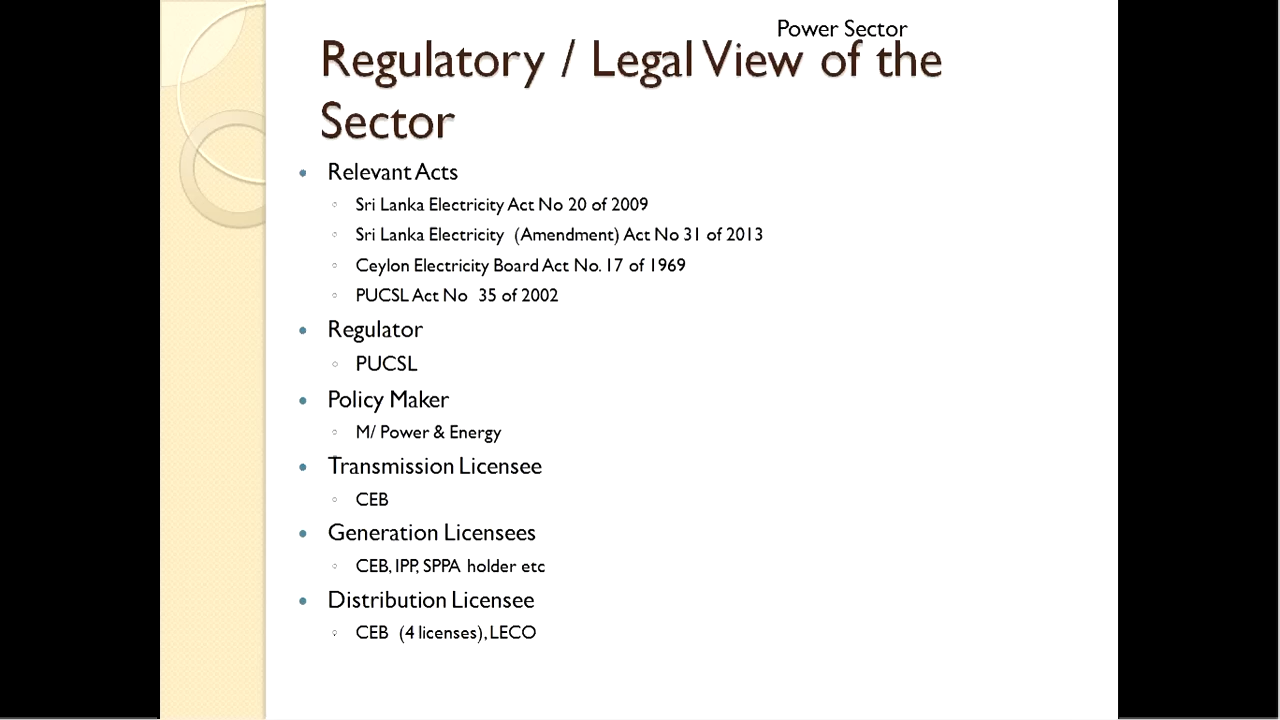 Power Sector
Regulatory / Legal View of the
Sector
Relevant Acts
Sri Lanka Electricity Act No 20 of 2009
Sri Lanka Electricity (Amendment) Act No 31 of 2013
Ceylon Electricity Board Act No. 17 of 1969
PUCSL Act No 35 of 2002
Regulator
PUCSL
Policy Maker
M/ Power & Energy
Transmission Licensee
CEB
Generation Licensees
CEB, IPP, SPPA holder etc
Distribution Licensee
CEB (4 licenses), LECO